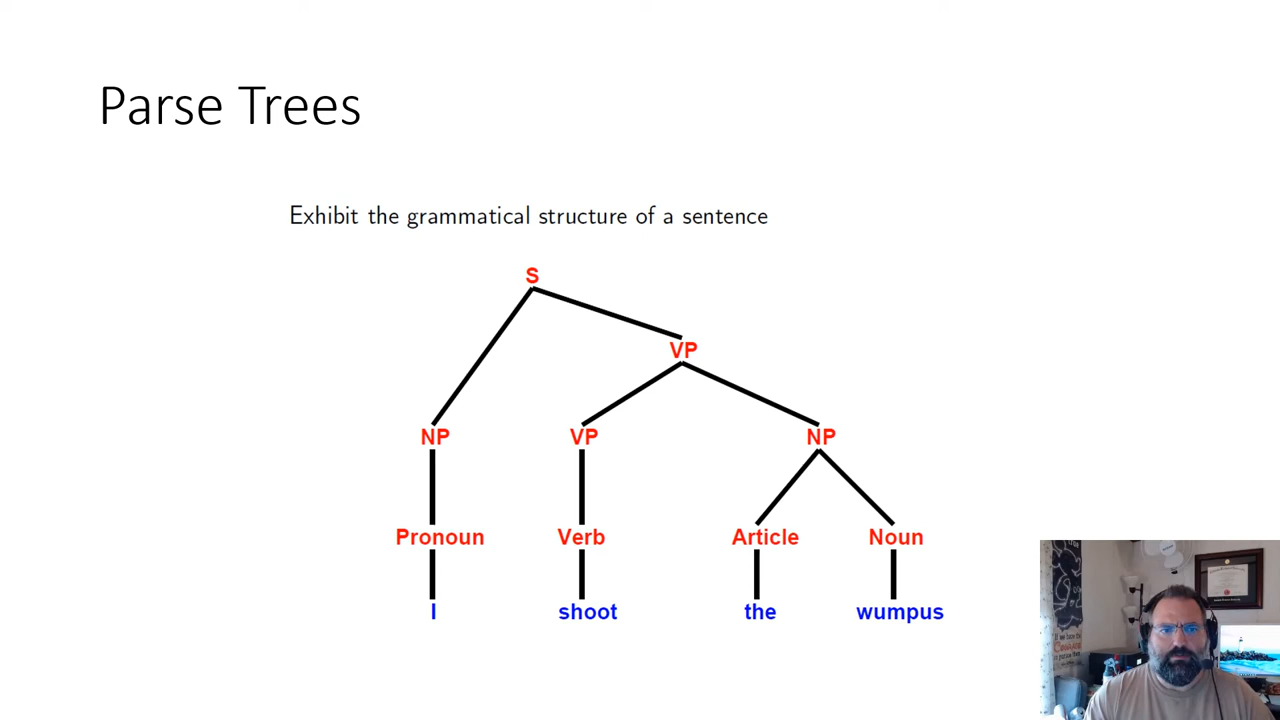 Parse Trees
Exhibit the grammatical structure of a sentence
S
VP
NP VP NP
Pronoun Verb Article Noun
I shoot the wumpus